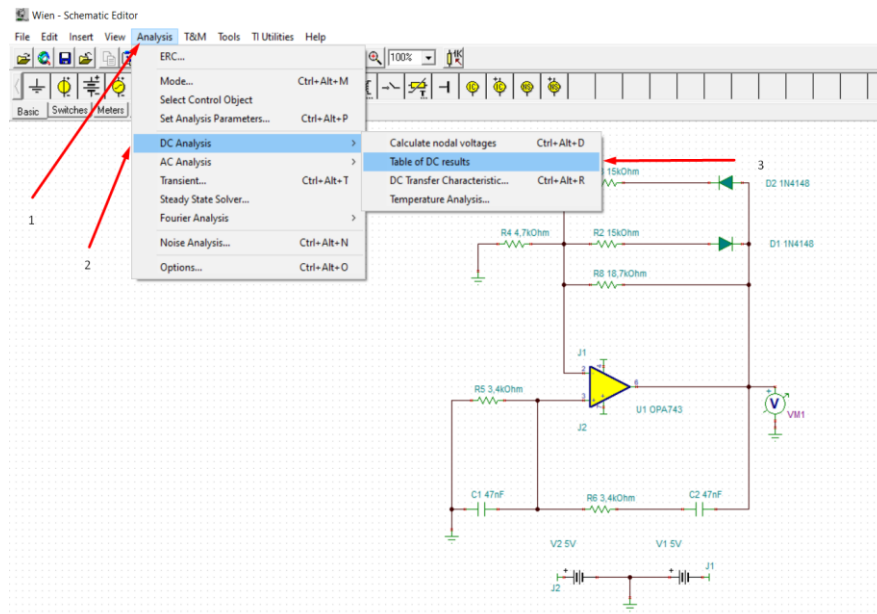 Wien - Schematic Editor
File Edit Insert View Analysis T&M Tools TI Utilities Help
100%
Basic Switches Meters
ERC...
Mode... Ctrl+Alt+M
Select Control Object
Set Analysis Parameters... Ctrl+Alt+P
DC Analysis
AC Analysis
Transient... Ctrl+Alt+T
Steady State Solver...
Fourier Analysis
Noise Analysis... Ctrl+Alt+N
Options... Ctrl+Alt+O
Calculate nodal voltages Ctrl+Alt+D
Table of DC results
DC Transfer Characteristic... Ctrl+Alt+R
Temperature Analysis...
1
2
3
15kOhm
D2 1N4148
R4 4,7kOhm
R2 15kOhm
D1 1N4148
R8 18,7kOhm
J1
2
3
6
U1 OPA743
J2
V
VM1
R5 3,4kOhm
C1 47nF
R6 3,4kOhm
C2 47nF
V2 5V
V1 5V
J2
J1